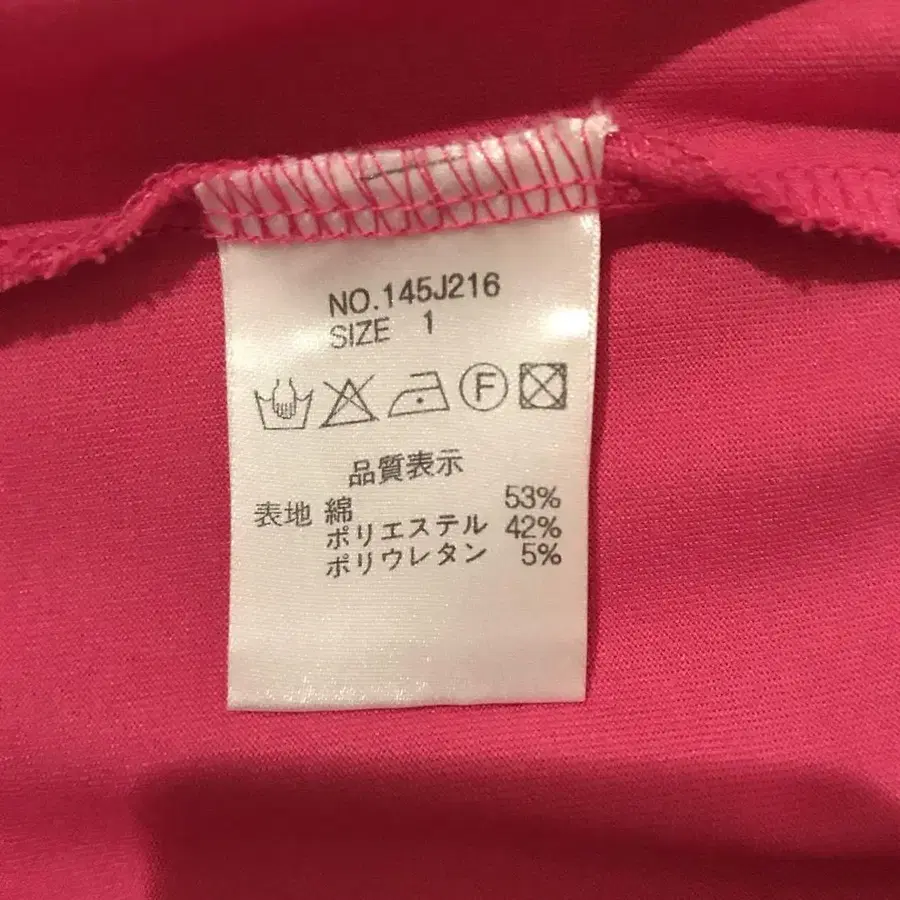 NO.145J216
SIZE 1
F
品質表示
表地 綿 53%
ポリエステル 42%
ポリウレタン 5%